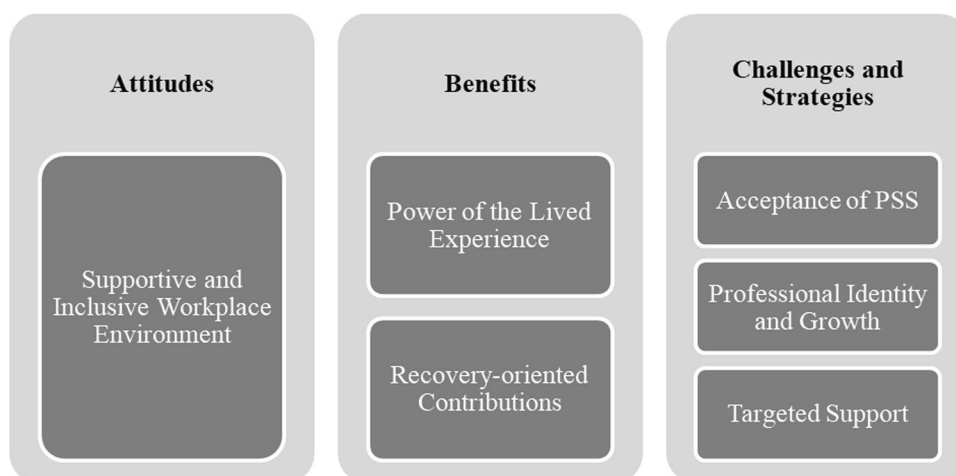 Attitudes
Supportive and
Inclusive Workplace
Environment
Benefits
Power of the Lived
Experience
Recovery-oriented
Contributions
Challenges and
Strategies
Acceptance of PSS
Professional Identity
and Growth
Targeted Support